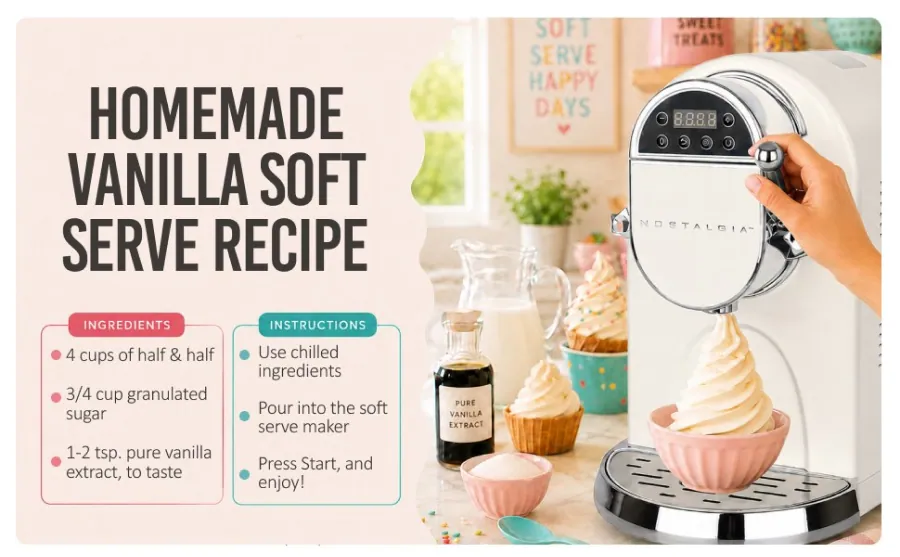 HOMEMADE
VANILLA SOFT
SERVE RECIPE
INGREDIENTS
4 cups of half & half
3/4 cup granulated
sugar
1-2 tsp. pure vanilla
extract, to taste
INSTRUCTIONS
Use chilled
ingredients
Pour into the soft
serve maker
Press Start, and
enjoy!
SOFT
SERVE
HAPPY
DAYS
SWEET
TREATS
8888
NOSTALGIA™
PURE
VANILLA
EXTRACT